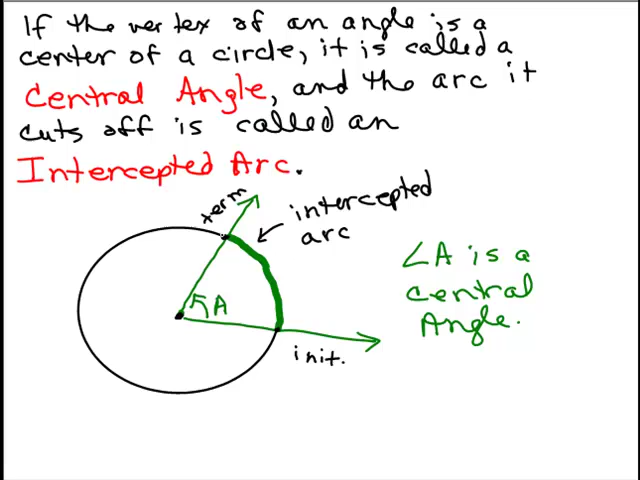 If the vertex of an angle is a
center of a circle, it is called a
Central Angle, and the arc it
cuts off is called an
Intercepted Arc.
term
intercepted
arc
∠A is a
central
Angle.
A
init.